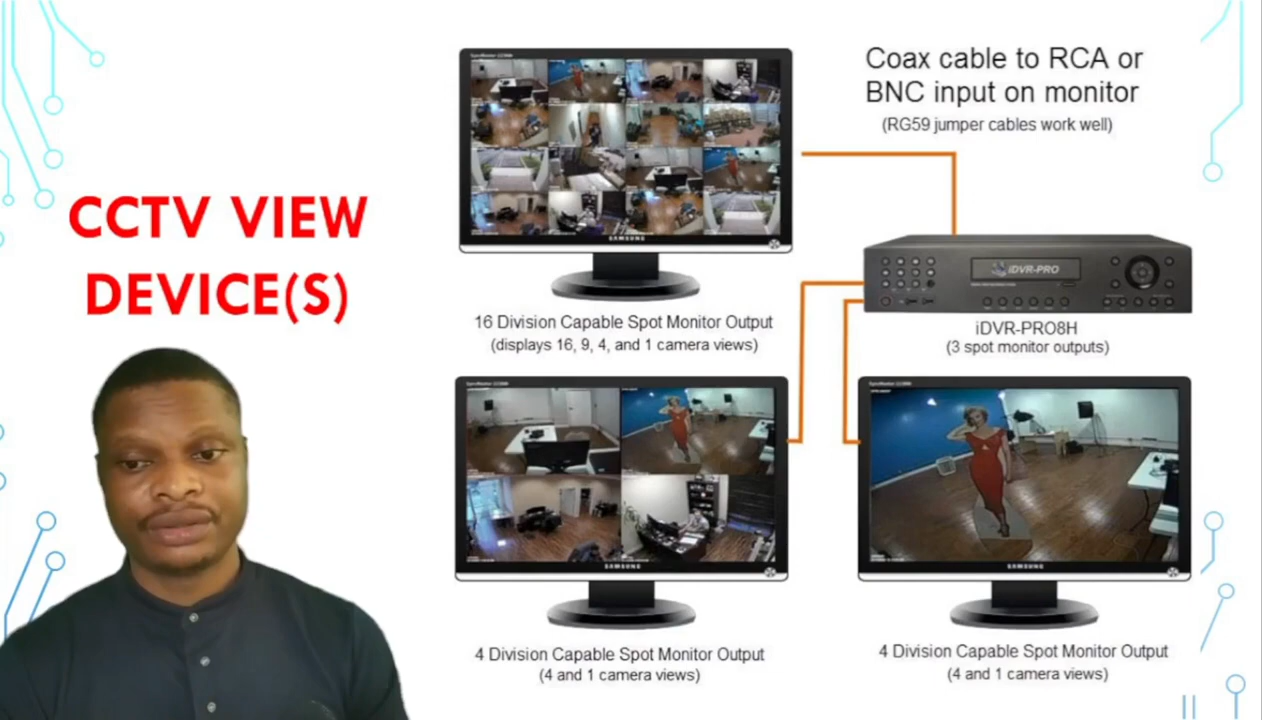 CCTV VIEW
DEVICE(S)
Coax cable to RCA or
BNC input on monitor
(RG59 jumper cables work well)
SAMSUNG
16 Division Capable Spot Monitor Output
(displays 16, 9, 4, and 1 camera views)
iDVR-PRO
iDVR-PRO8H
(3 spot monitor outputs)
SAMSUNG
4 Division Capable Spot Monitor Output
(4 and 1 camera views)
SAMSUNG
4 Division Capable Spot Monitor Output
(4 and 1 camera views)